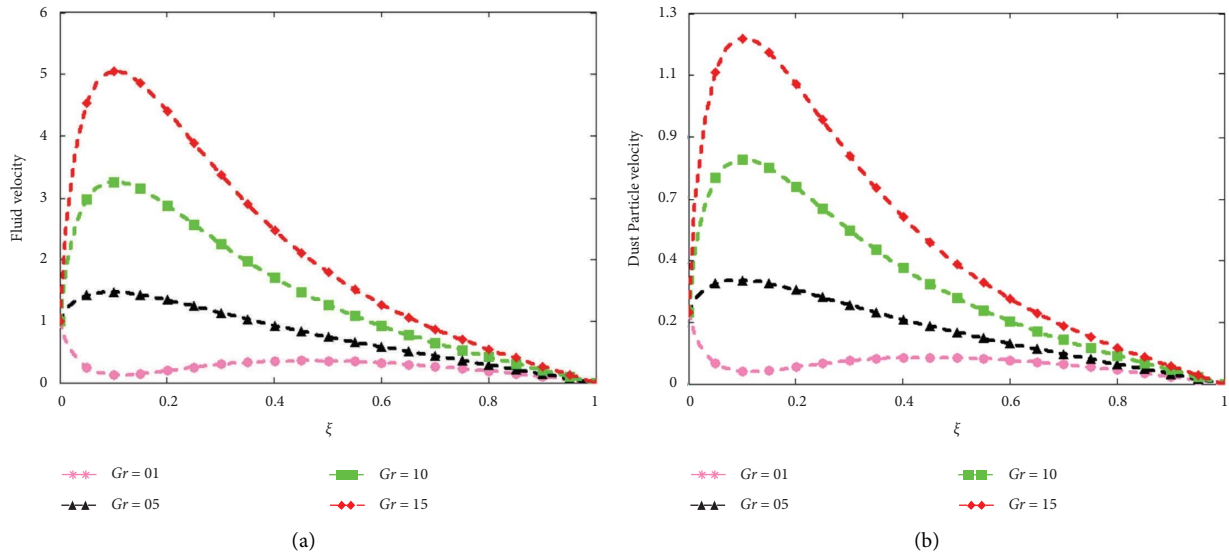 6
5
4
3
2
1
0
Fluid velocity
0 0.2 0.4 0.6 0.8 1
ξ
Gr = 01
Gr = 10
Gr = 05
Gr = 15
(a)
1.3
1.1
0.9
0.7
0.4
0.2
0
Dust Particle velocity
0 0.2 0.4 0.6 0.8 1
ξ
Gr = 01
Gr = 10
Gr = 05
Gr = 15
(b)